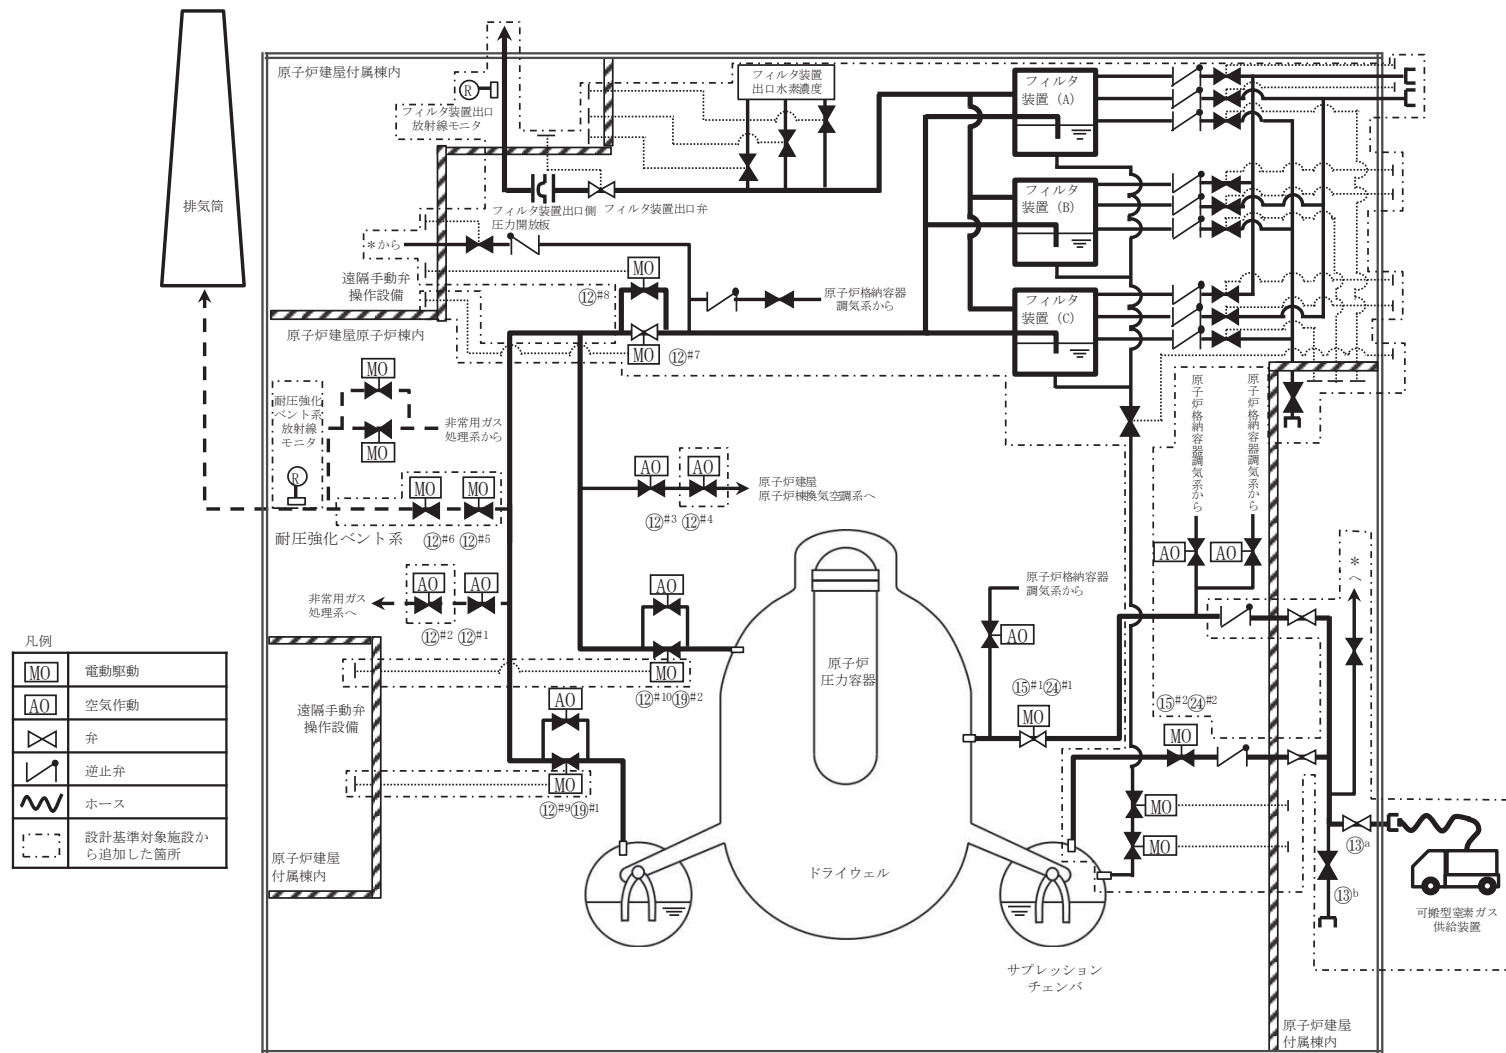 原子炉建屋付属棟内
R
フィルタ装置出口
放射線モニタ
フィルタ装置
出口水素濃度
フィルタ
装置（A）
フィルタ
装置（B）
フィルタ
装置（C）
排気筒
フィルタ装置出口側
圧力開放板
フィルタ装置出口弁
＊から
遠隔手動弁
操作設備
MO
⑫#8
原子炉格納容器
調気系から
MO
⑫#7
原子炉建屋原子炉棟内
MO
MO
耐圧強化
ベント系
放射線
モニタ
R
非常用ガス
処理系から
原子炉格納容器調気系から
原子炉格納容器調気系から
AO
AO
⑫#3
⑫#4
原子炉建屋
原子炉棟換気空調系へ
MO
MO
耐圧強化ベント系
⑫#6
⑫#5
AO
AO
非常用ガス
処理系へ
AO
AO
⑫#2
⑫#1
原子炉格納容器
調気系から
AO
＊へ
AO
MO
⑫#10⑲#2
原子炉
圧力容器
⑮#1㉔#1
MO
⑮#2㉔#2
MO
遠隔手動弁
操作設備
AO
MO
⑫#9⑲#1
MO
MO
⑬a
⑬b
可搬型窒素ガス
供給装置
ドライウェル
サプレッション
チェンバ
原子炉建屋
付属棟内
原子炉建屋
付属棟内
凡例
MO 電動駆動
AO 空気作動
弁
逆止弁
ホース
設計基準対象施設か
ら追加した箇所